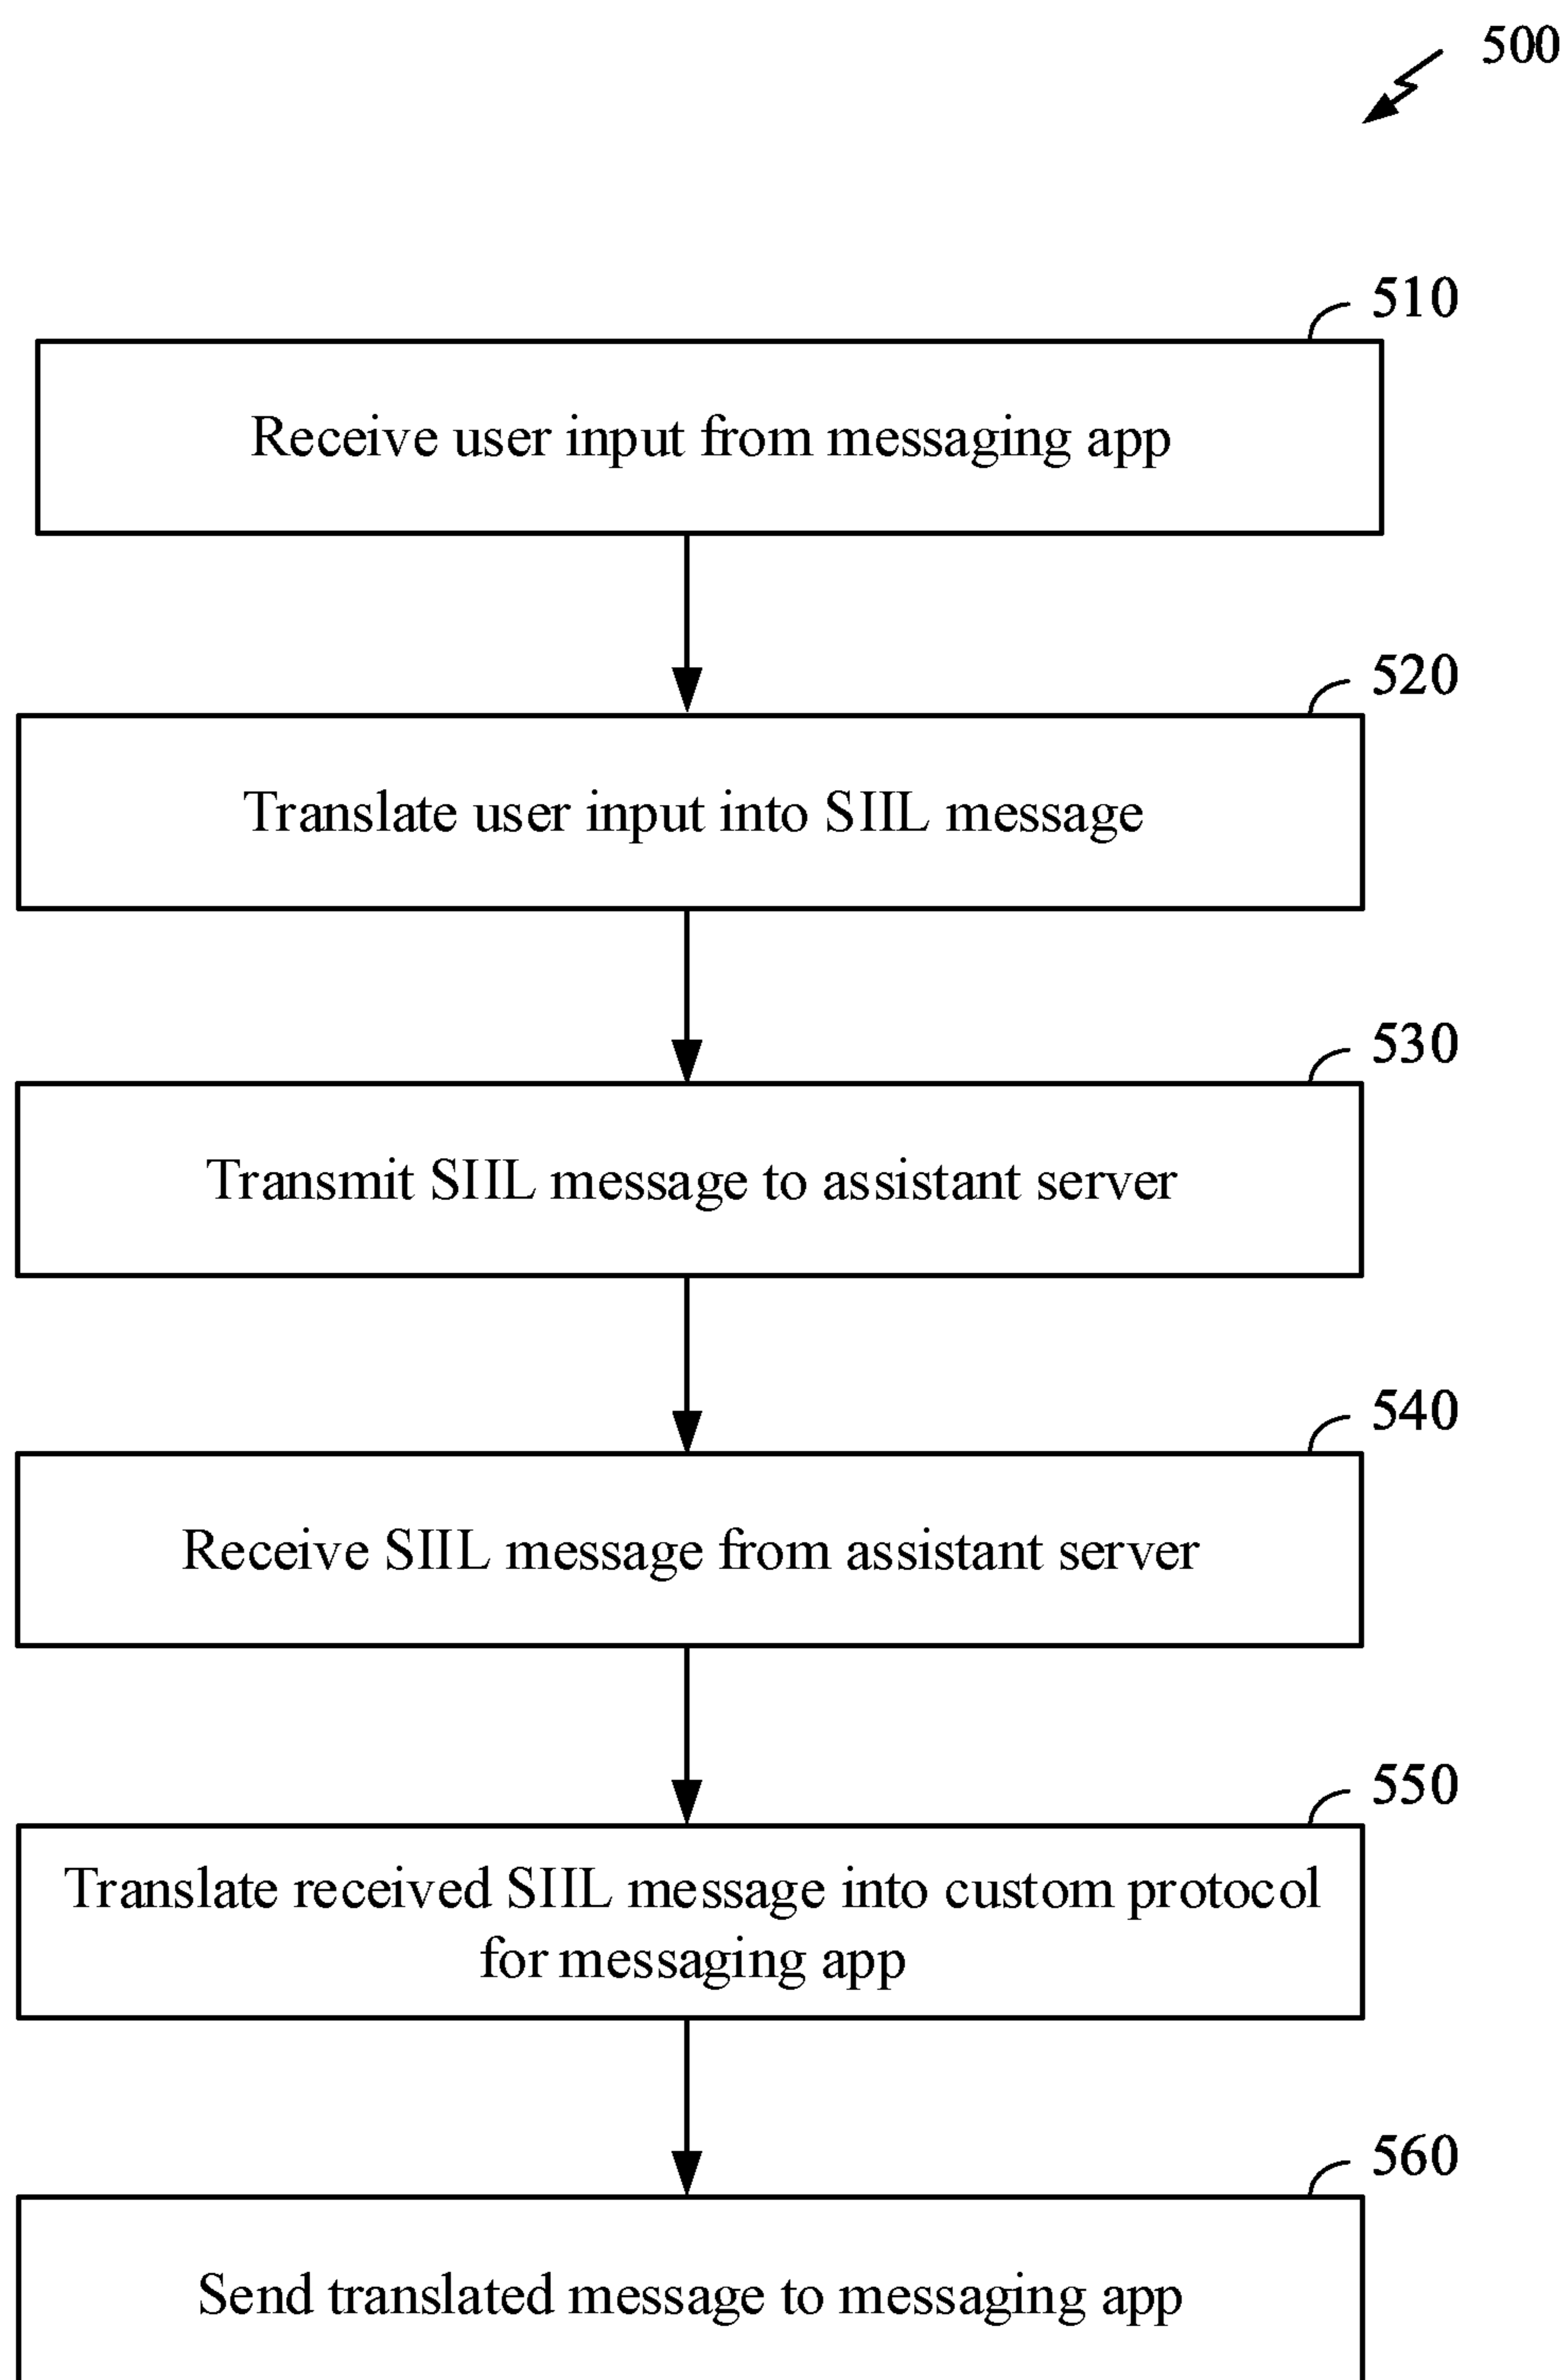 500
510
Receive user input from messaging app
520
Translate user input into SIIL message
530
Transmit SIIL message to assistant server
540
Receive SIIL message from assistant server
550
Translate received SIIL message into custom protocol
for messaging app
560
Send translated message to messaging app